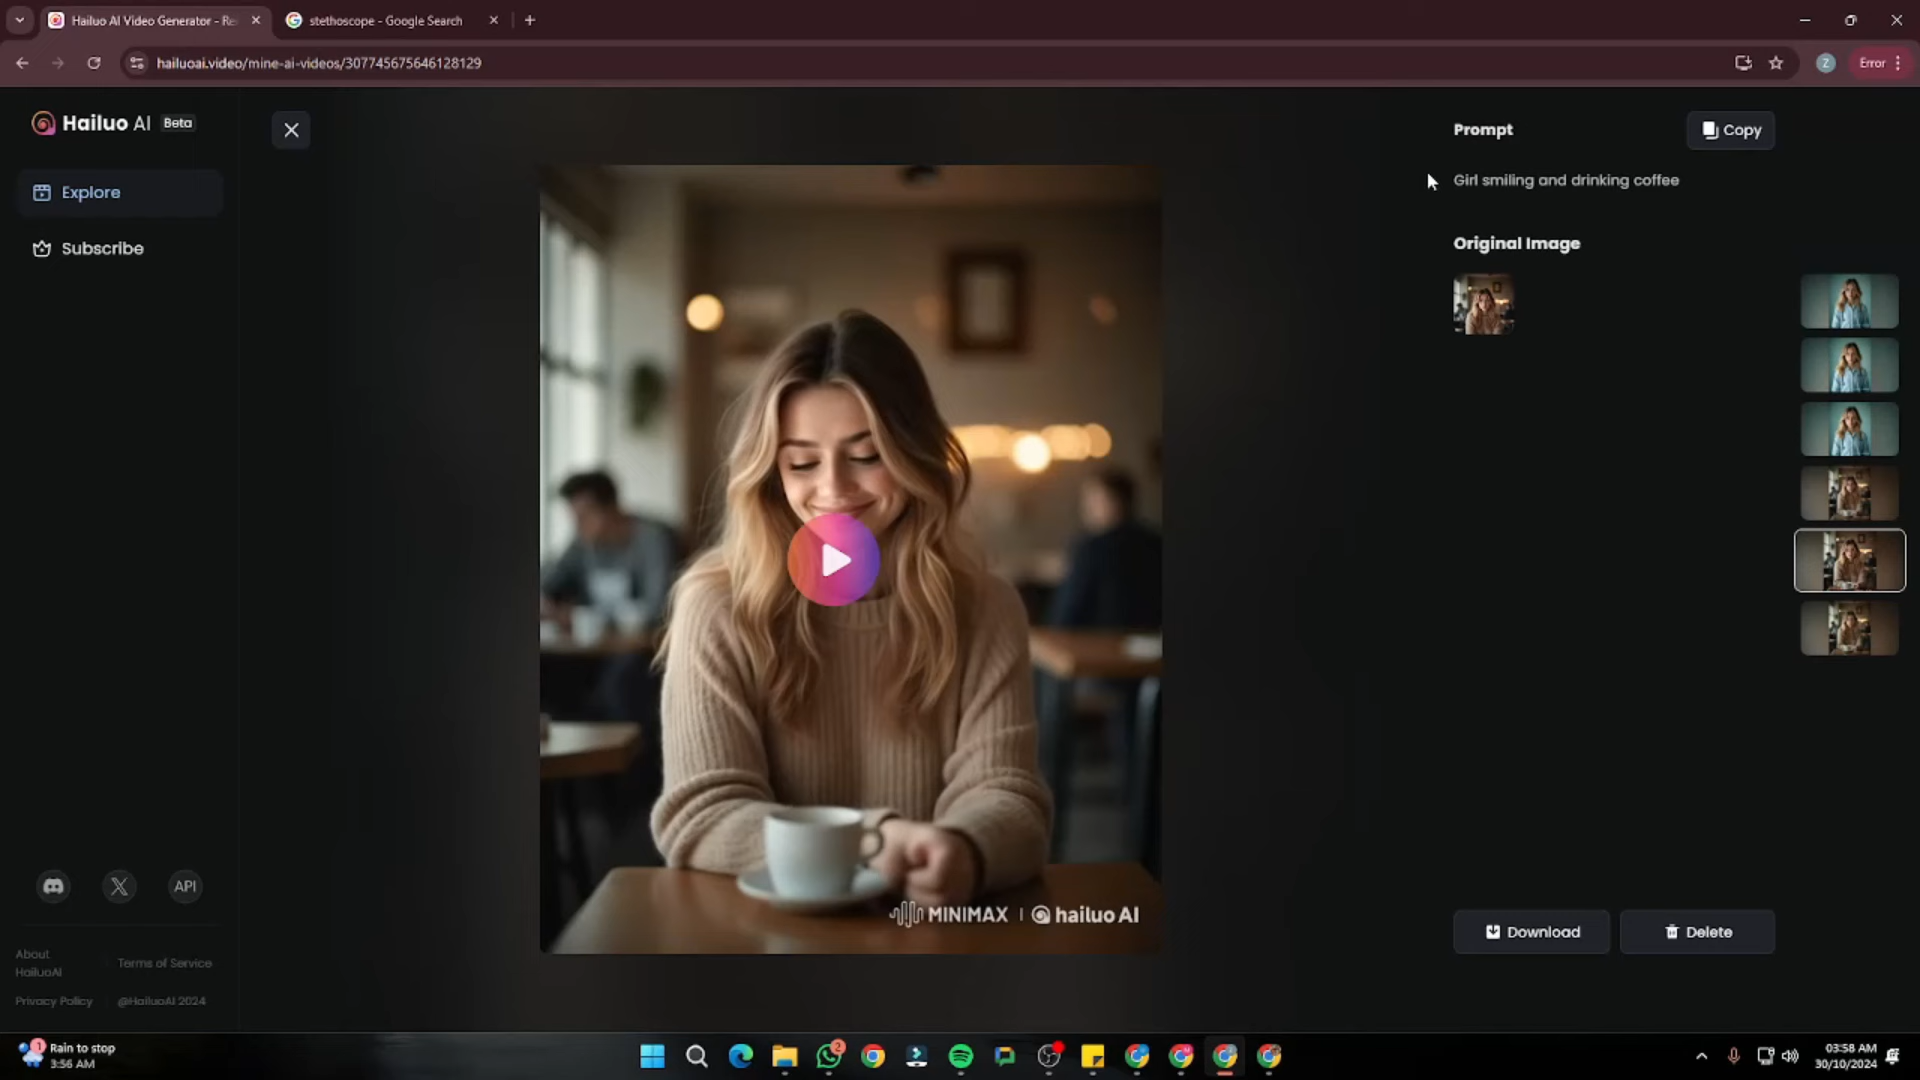 Hailuo AI Video Generator - Re
stethoscope - Google Search
hailuoai.video/mine-ai-videos/307745675646128129
Error
Hailuo AI Beta
Explore
Subscribe
API
About HailuoAI
Terms of Service
Privacy Policy
@HailuoAI 2024
MINIMAX | hailuo AI
Prompt
Copy
Girl smiling and drinking coffee
Original Image
Download
Delete
1
Rain to stop
3:56 AM
2
03:58 AM
30/10/2024
Z